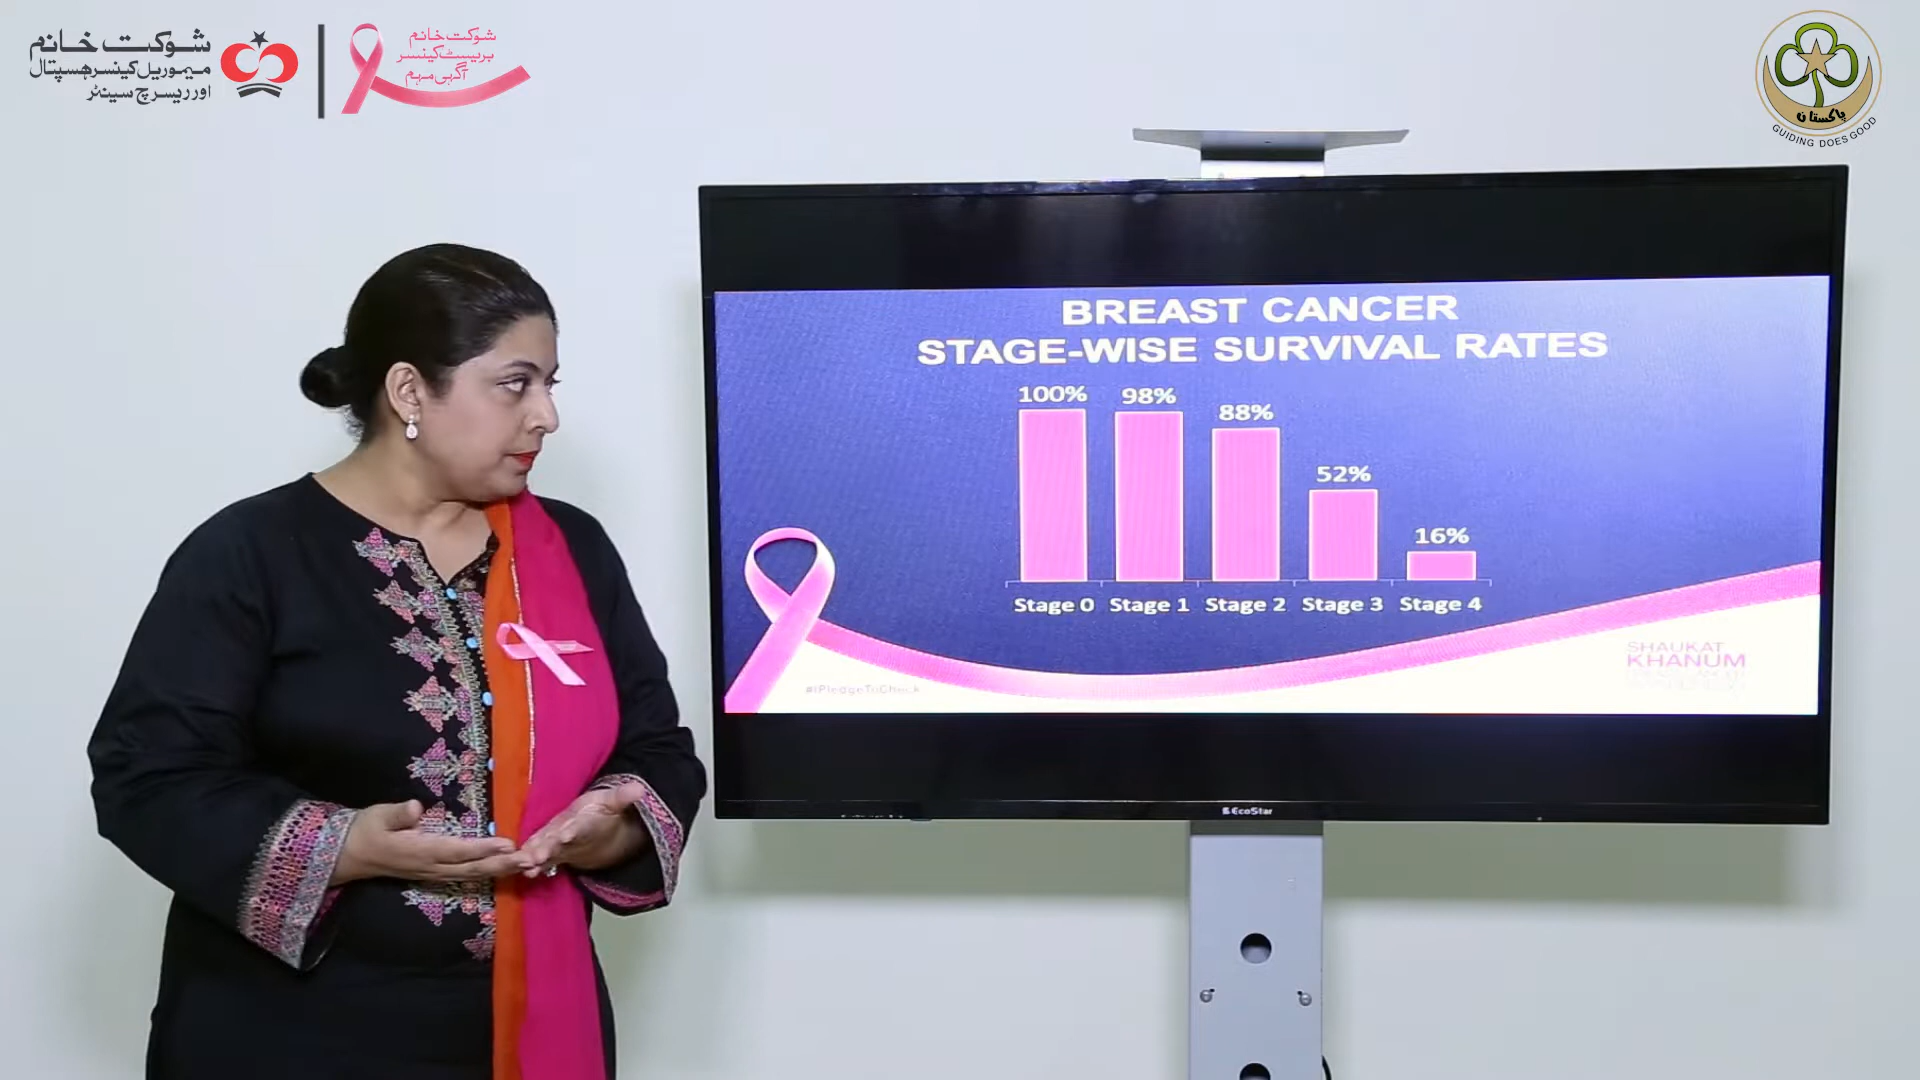 شوکت خانم
میموریل کینسر ہسپتال
اور ریسرچ سینٹر
شوکت خانم
بریسٹ کینسر
آگہی مہم
پاکستان
GUIDING DOES GOOD
BREAST CANCER
STAGE-WISE SURVIVAL RATES
100% 98% 88% 52% 16%
Stage 0 Stage 1 Stage 2 Stage 3 Stage 4
#IPledgeToCheck
SHAUKAT
KHANUM
EcoStar